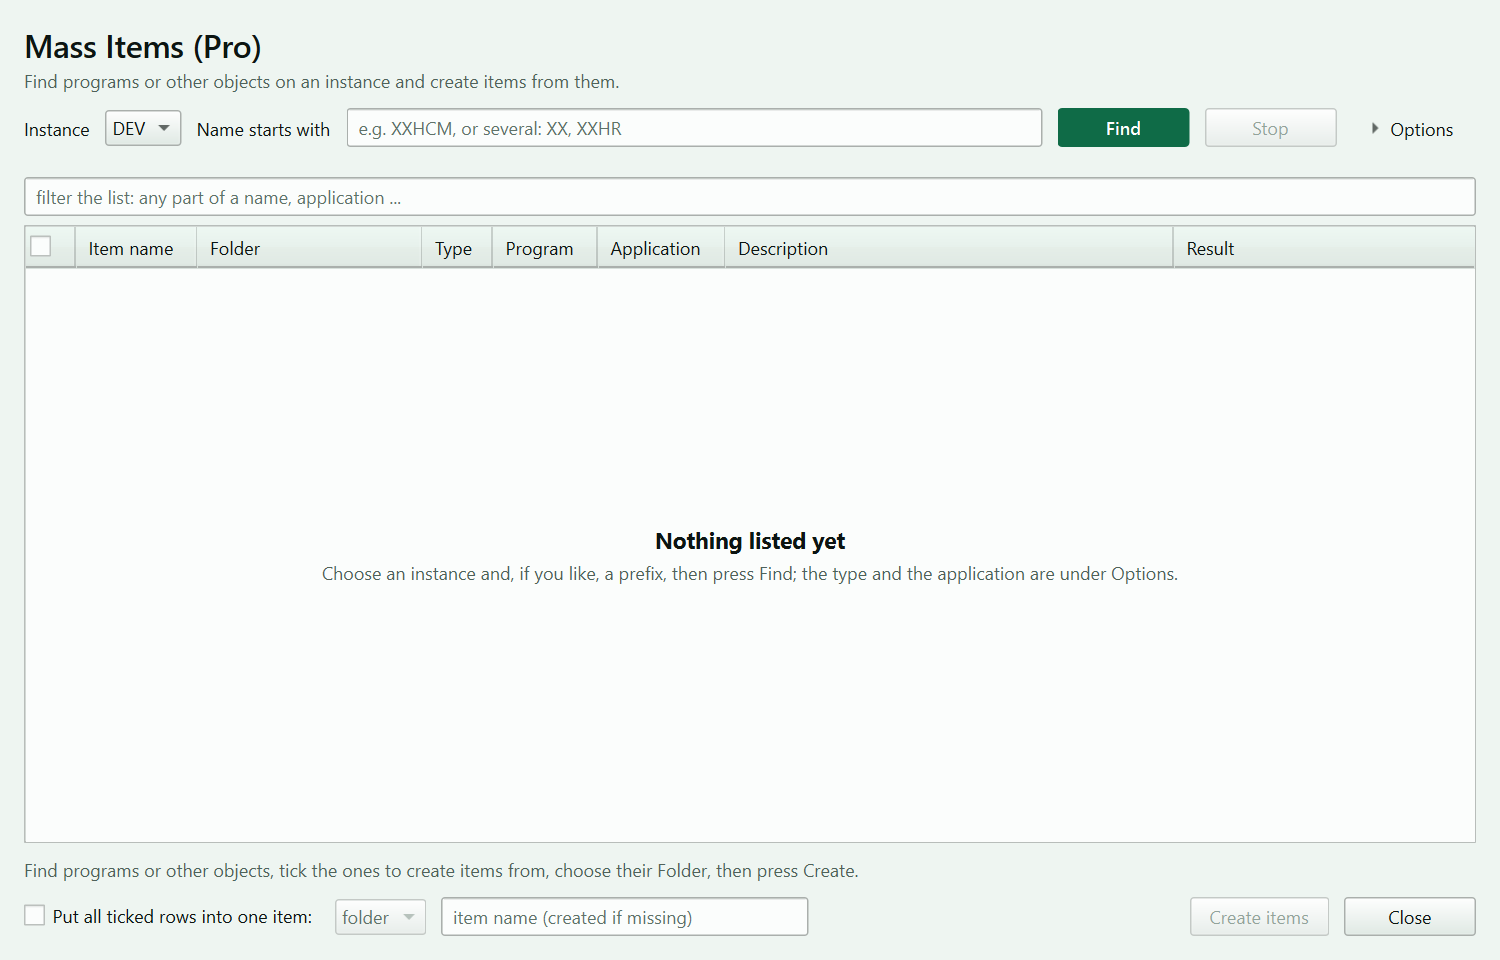 Mass Items (Pro)
Find programs or other objects on an instance and create items from them.
Instance DEV Name starts with e.g. XXHCM, or several: XX, XXHR Find Stop Options
filter the list: any part of a name, application ...
Item name Folder Type Program Application Description Result
Nothing listed yet
Choose an instance and, if you like, a prefix, then press Find; the type and the application are under Options.
Find programs or other objects, tick the ones to create items from, choose their Folder, then press Create.
Put all ticked rows into one item: folder item name (created if missing) Create items Close